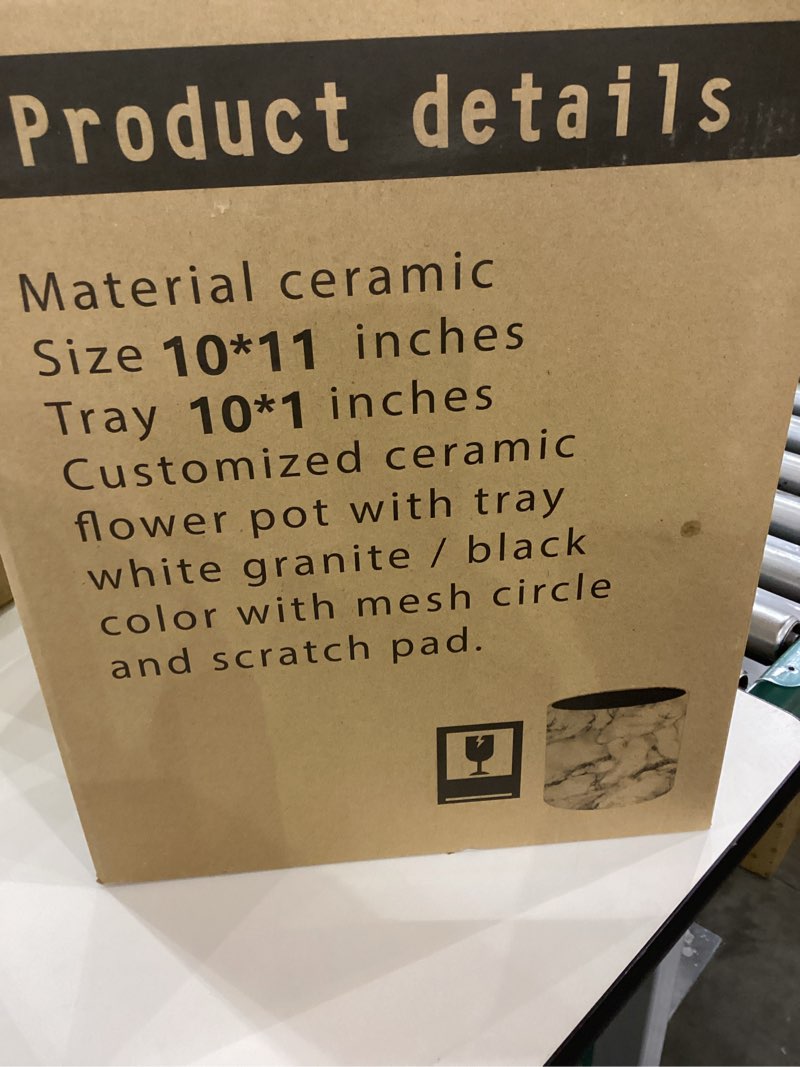 Product details
Material ceramic
Size 10*11 inches
Tray 10*1 inches
Customized ceramic
flower pot with tray
white granite / black
color with mesh circle
and scratch pad.